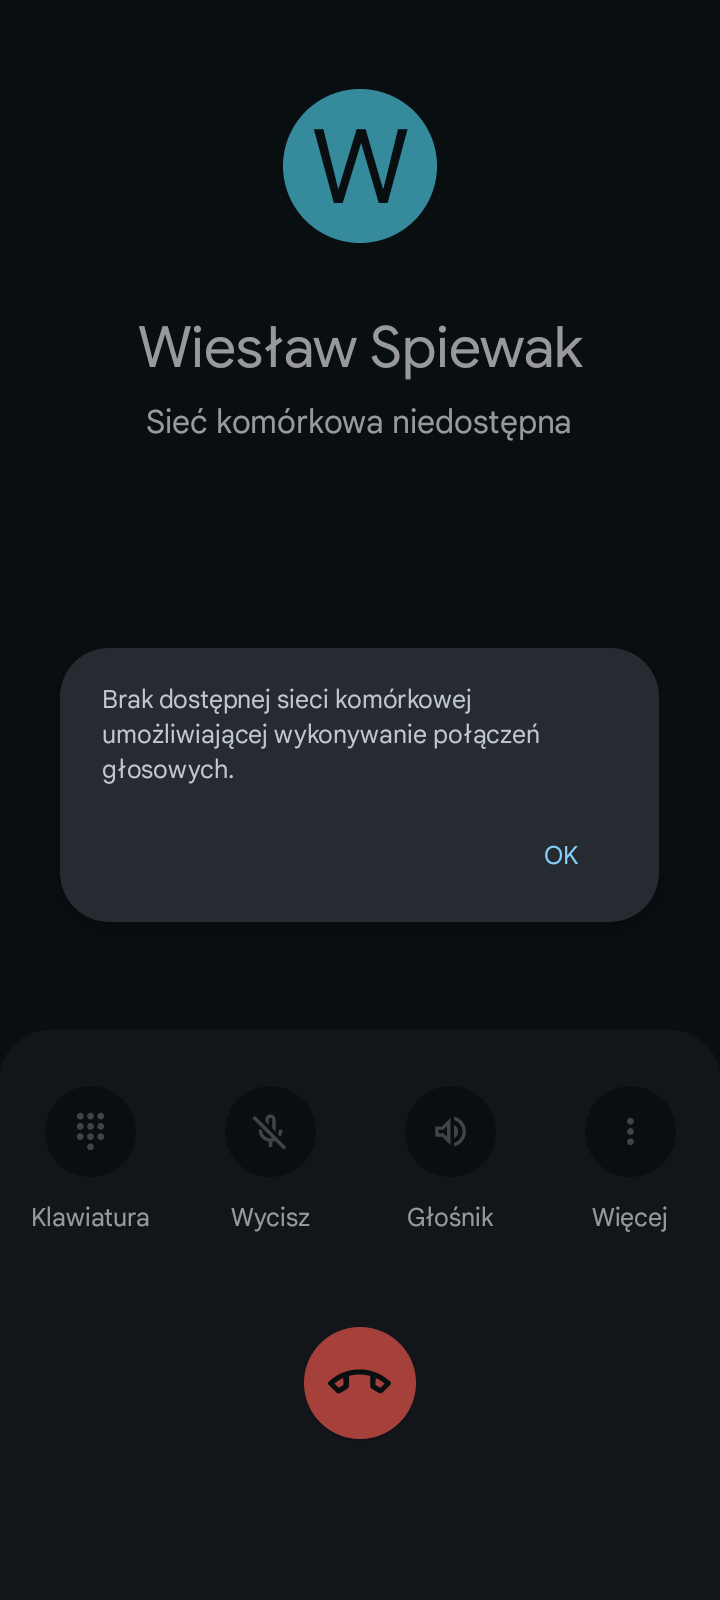 W
Wiesław Spiewak
Sieć komórkowa niedostępna
Brak dostępnej sieci komórkowej
umożliwiającej wykonywanie połączeń
głosowych.
OK
Klawiatura
Wycisz
Głośnik
Więcej